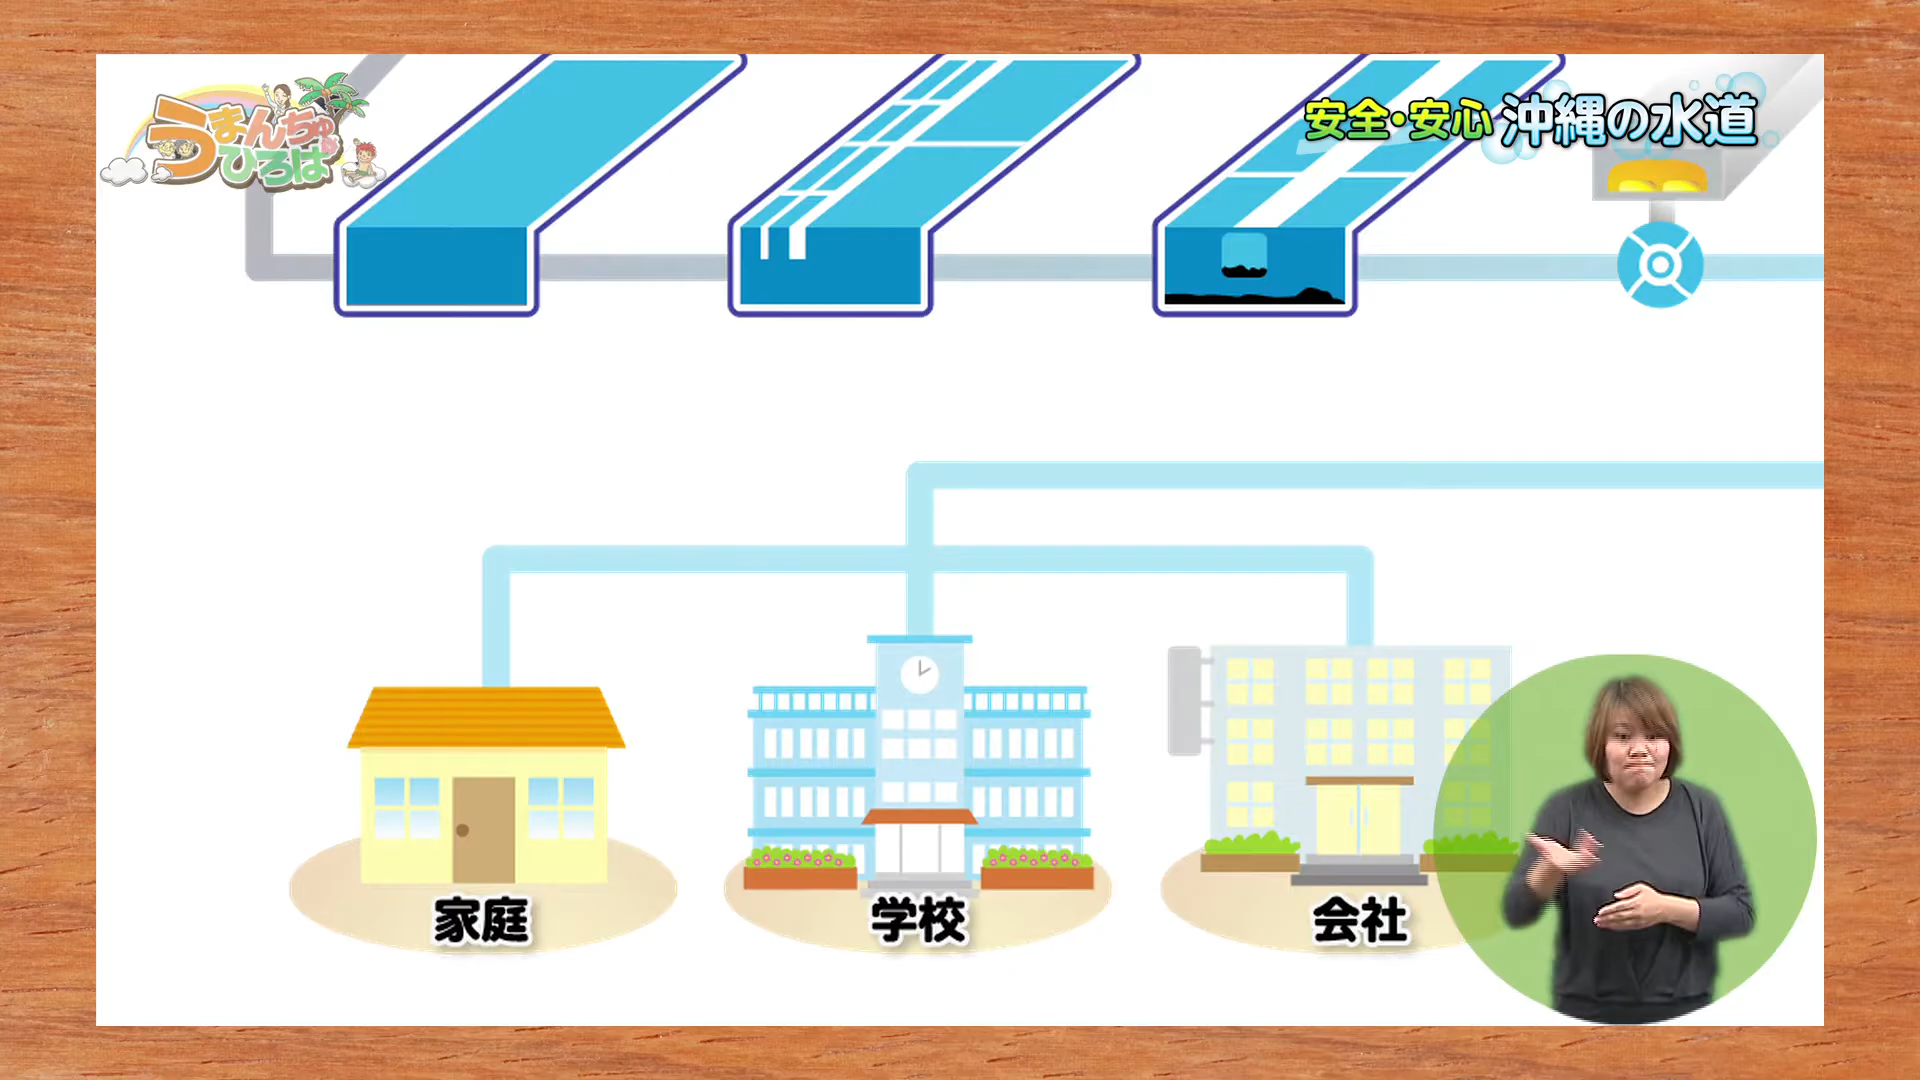 うまんちゅひろば
安全・安心 沖縄の水道
家庭
学校
会社